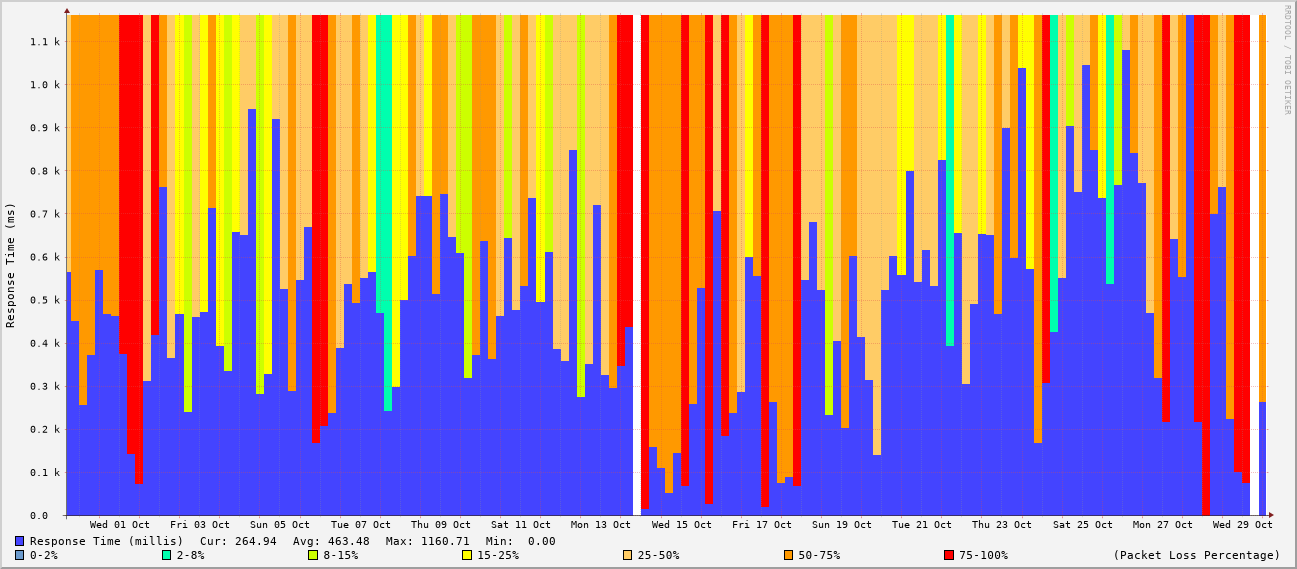 RRDTOOL / TOBI OETIKER
Response Time (ms)
1.1 k
1.0 k
0.9 k
0.8 k
0.7 k
0.6 k
0.5 k
0.4 k
0.3 k
0.2 k
0.1 k
0.0
Wed 01 Oct Fri 03 Oct Sun 05 Oct Tue 07 Oct Thu 09 Oct Sat 11 Oct Mon 13 Oct Wed 15 Oct Fri 17 Oct Sun 19 Oct Tue 21 Oct Thu 23 Oct Sat 25 Oct Mon 27 Oct Wed 29 Oct
Response Time (millis) Cur: 264.94 Avg: 463.48 Max: 1160.71 Min: 0.00
0-2% 2-8% 8-15% 15-25% 25-50% 50-75% 75-100% (Packet Loss Percentage)